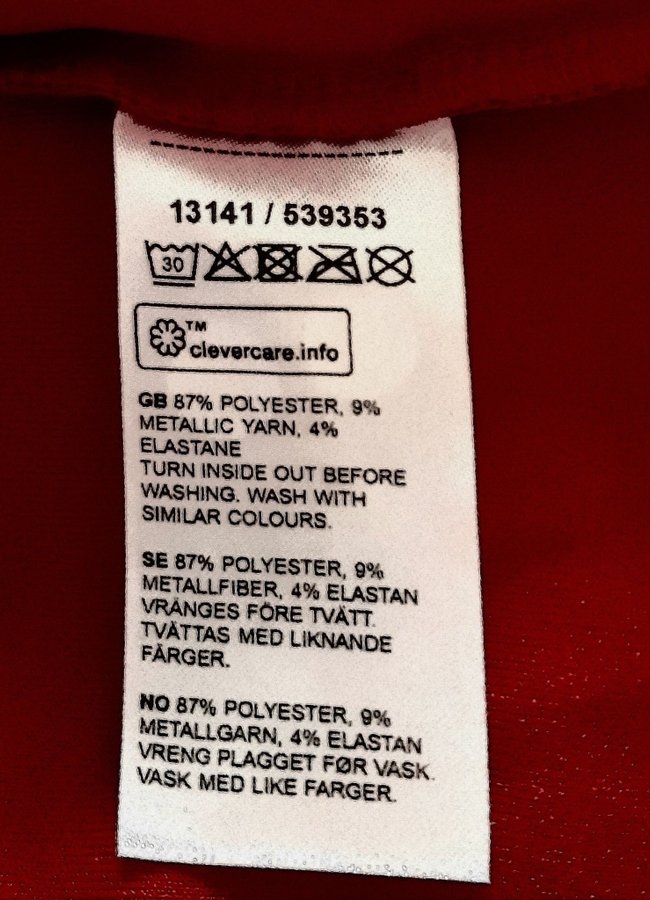 13141 / 539353
30
TM
clevercare.info
GB 87% POLYESTER, 9%
METALLIC YARN, 4%
ELASTANE
TURN INSIDE OUT BEFORE
WASHING. WASH WITH
SIMILAR COLOURS.
SE 87% POLYESTER, 9%
METALLFIBER, 4% ELASTAN
VRÄNGES FÖRE TVÄTT.
TVÄTTAS MED LIKNANDE
FÄRGER.
NO 87% POLYESTER, 9%
METALLGARN, 4% ELASTAN
VRENG PLAGGET FØR VASK.
VASK MED LIKE FARGER.